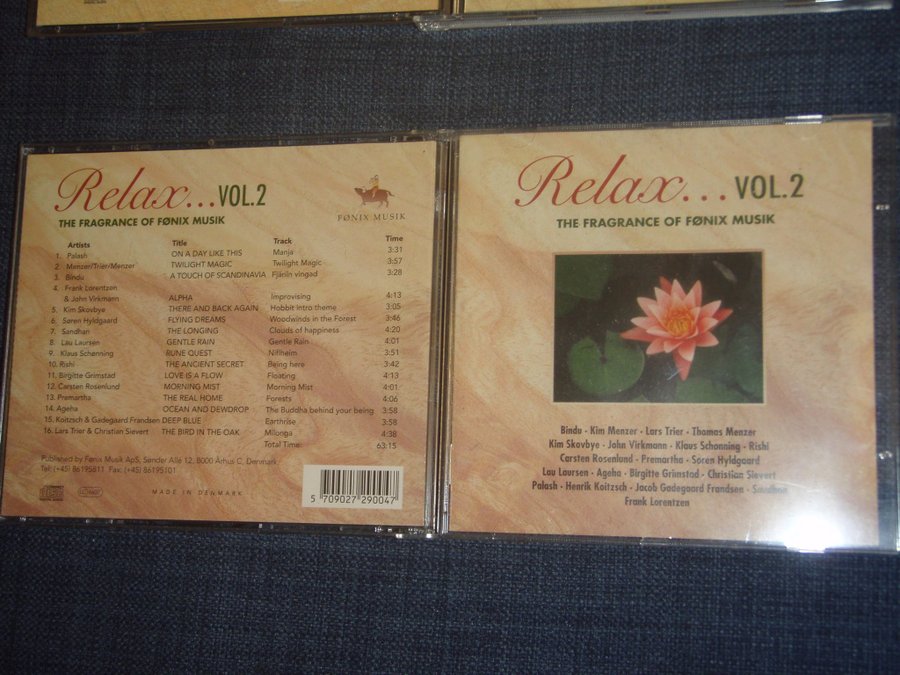 Relax... VOL.2
THE FRAGRANCE OF FØNIX MUSIK
FØNIX MUSIK
Artists Title Track Time
1. Palash ON A DAY LIKE THIS Manja 3:31
2. Menzer/Trier/Menzer TWILIGHT MAGIC Twilight Magic 3:57
3. Bindu A TOUCH OF SCANDINAVIA Fjäriln vingad 3:28
4. Frank Lorentzen
& John Virkmann ALPHA Improvising 4:13
5. Kim Skovbye THERE AND BACK AGAIN Hobbit intro theme 3:05
6. Søren Hyldgaard FLYING DREAMS Woodwinds in the Forest 3:46
7. Sandhan THE LONGING Clouds of happiness 4:20
8. Lau Laursen GENTLE RAIN Gentle Rain 4:01
9. Klaus Schønning RUNE QUEST Niflheim 3:51
10. Rishi THE ANCIENT SECRET Being here 3:42
11. Birgitte Grimstad LOVE IS A FLOW Floating 4:13
12. Carsten Rosenlund MORNING MIST Morning Mist 4:01
13. Premartha THE REAL HOME Forests 4:06
14. Ageha OCEAN AND DEWDROP The Buddha behind your being 3:58
15. Koitzsch & Gadegaard Frandsen DEEP BLUE Earthrise 3:58
16. Lars Trier & Christian Sievert THE BIRD IN THE OAK Milonga 4:38
Total Time: 63:15
Published by Fønix Musik ApS, Sønder Allé 12, 8000 Århus C, Denmark
Tel: (+45) 86195811 Fax: (+45) 86195101
MADE IN DENMARK
5 709027 290047
Relax... VOL.2
THE FRAGRANCE OF FØNIX MUSIK
Bindu · Kim Menzer · Lars Trier · Thomas Menzer
Kim Skovbye · John Virkmann · Klaus Schønning · Rishi
Carsten Rosenlund · Premartha · Søren Hyldgaard
Lau Laursen · Ageha · Birgitte Grimstad · Christian Sievert
Palash · Henrik Koitzsch · Jacob Gadegaard Frandsen · Sandhan
Frank Lorentzen